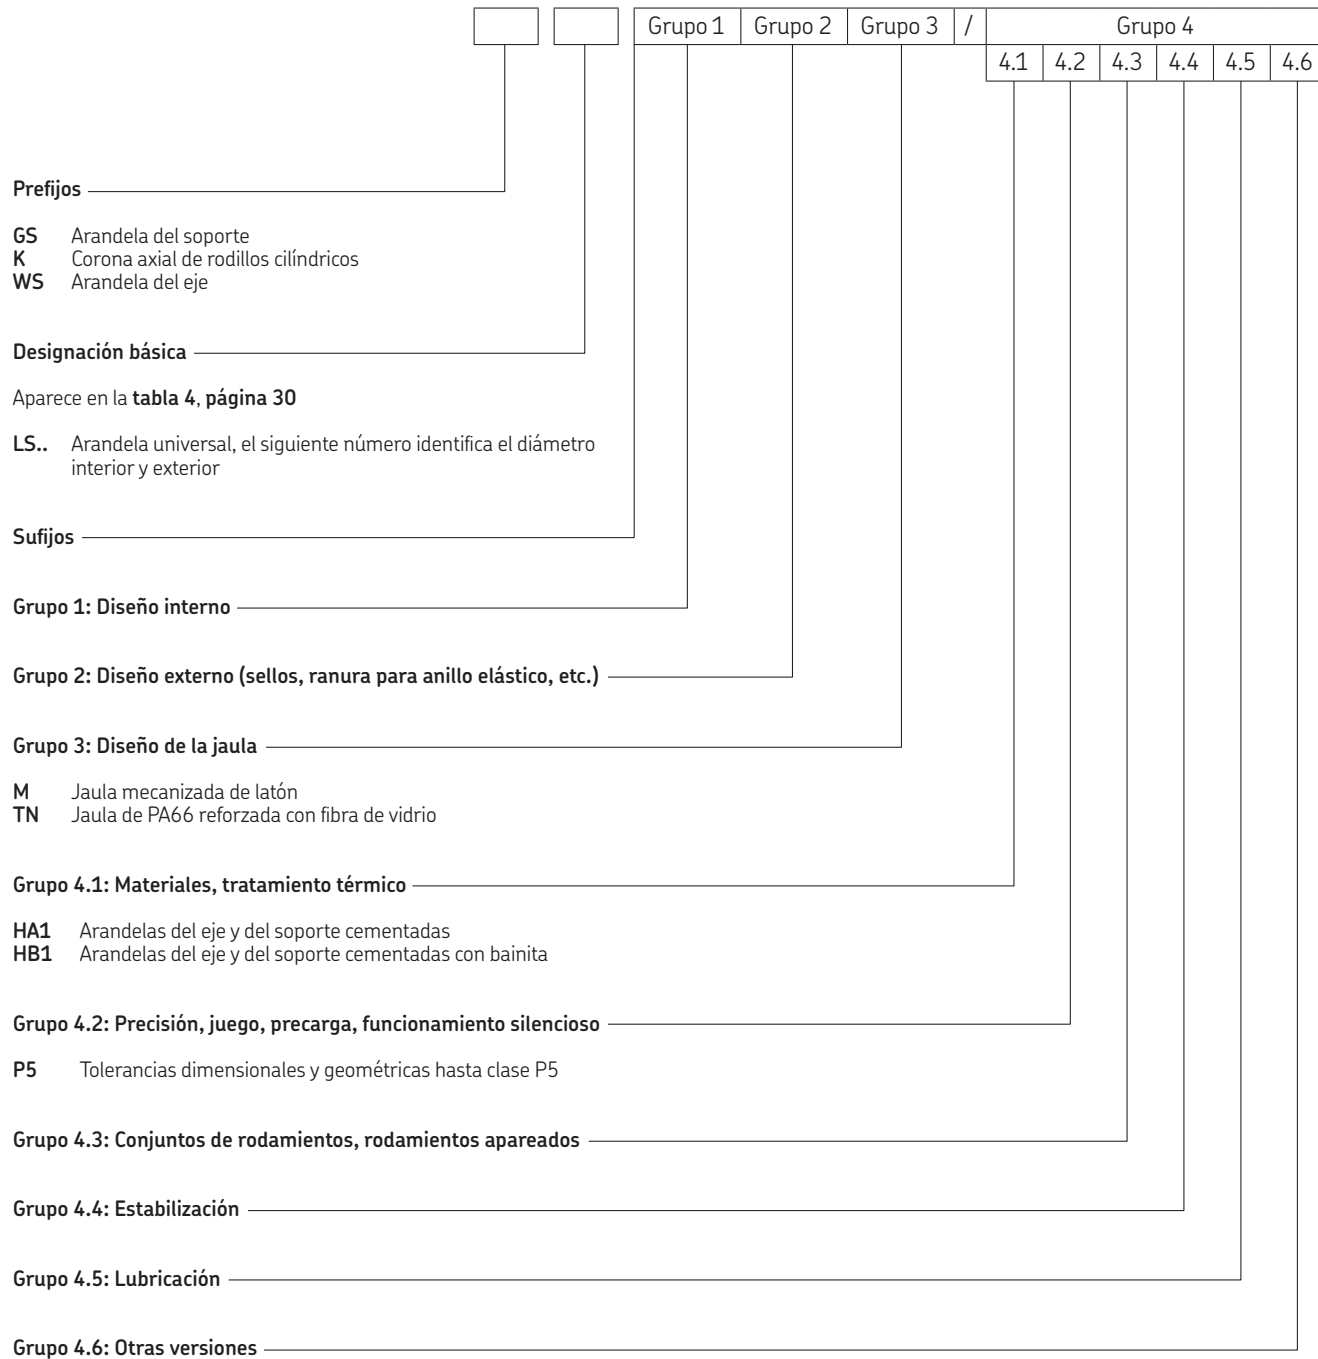 Grupo 1 Grupo 2 Grupo 3 / Grupo 4
4.1 4.2 4.3 4.4 4.5 4.6
Prefijos
GS Arandela del soporte
K Corona axial de rodillos cilíndricos
WS Arandela del eje
Designación básica
Aparece en la tabla 4, página 30
LS.. Arandela universal, el siguiente número identifica el diámetro
interior y exterior
Sufijos
Grupo 1: Diseño interno
Grupo 2: Diseño externo (sellos, ranura para anillo elástico, etc.)
Grupo 3: Diseño de la jaula
M Jaula mecanizada de latón
TN Jaula de PA66 reforzada con fibra de vidrio
Grupo 4.1: Materiales, tratamiento térmico
HA1 Arandelas del eje y del soporte cementadas
HB1 Arandelas del eje y del soporte cementadas con bainita
Grupo 4.2: Precisión, juego, precarga, funcionamiento silencioso
P5 Tolerancias dimensionales y geométricas hasta clase P5
Grupo 4.3: Conjuntos de rodamientos, rodamientos apareados
Grupo 4.4: Estabilización
Grupo 4.5: Lubricación
Grupo 4.6: Otras versiones